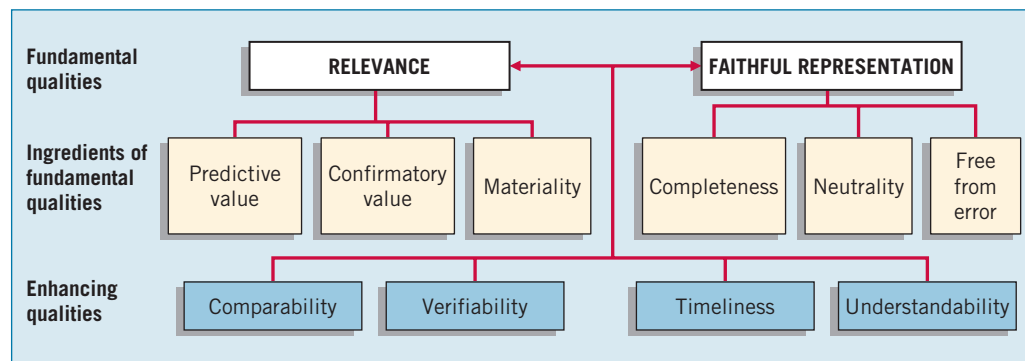 Fundamental
qualities
RELEVANCE
FAITHFUL REPRESENTATION
Ingredients of
fundamental
qualities
Predictive
value
Confirmatory
value
Materiality
Completeness
Neutrality
Free
from
error
Enhancing
qualities
Comparability
Verifiability
Timeliness
Understandability